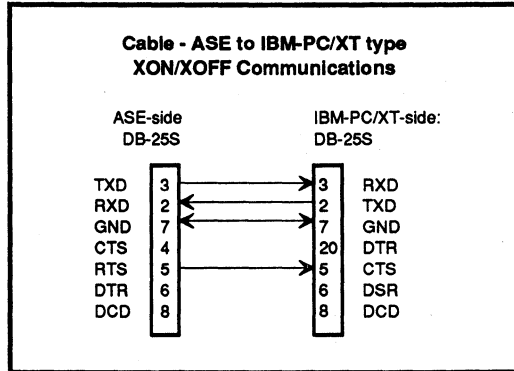 Cable - ASE to IBM-PC/XT type
XON/XOFF Communications
ASE-side IBM-PC/XT-side:
DB-25S DB-25S
TXD 3 3 RXD
RXD 2 2 TXD
GND 7 7 GND
CTS 4 20 DTR
RTS 5 5 CTS
DTR 6 6 DSR
DCD 8 8 DCD